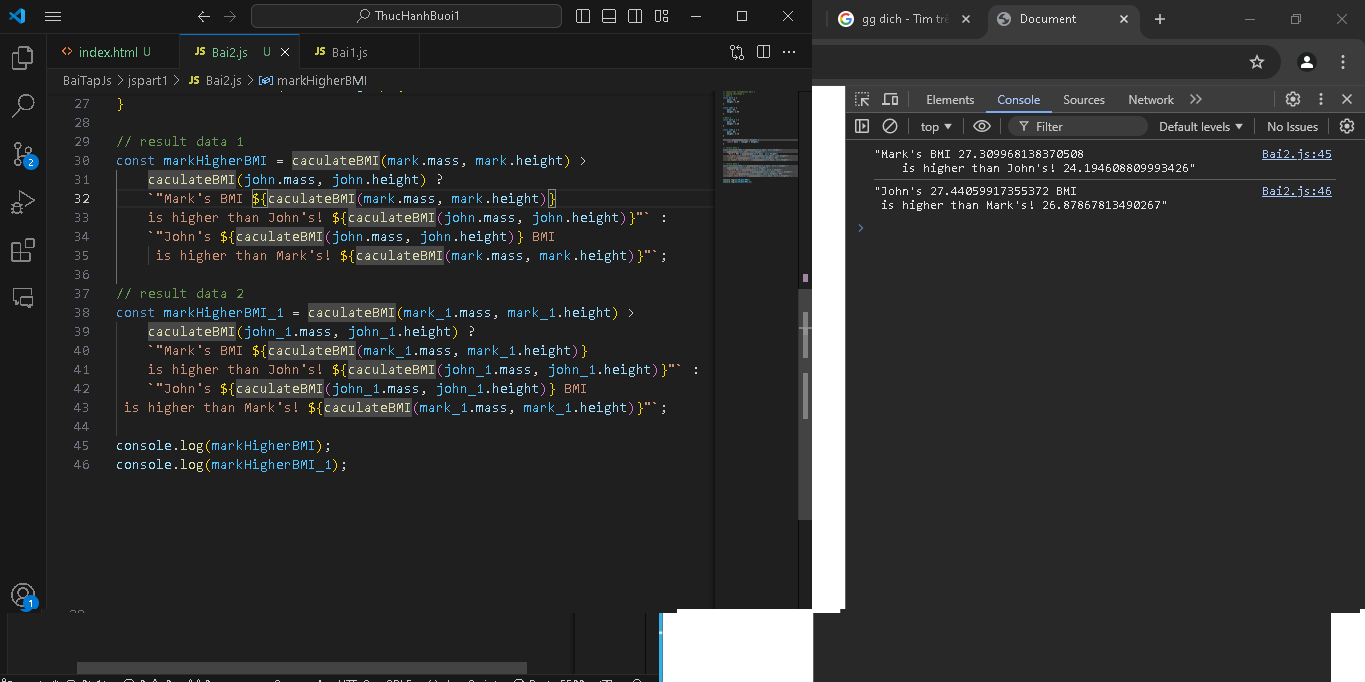 ThucHanhBuoi1
gg dich - Tìm trê
Document
index.html U
JS Bai2.js U
JS Bai1.js
BaiTapJs > jspart1 > JS Bai2.js > markHigherBMI
27 }
28
29 // result data 1
30 const markHigherBMI = caculateBMI(mark.mass, mark.height) >
31 caculateBMI(john.mass, john.height) ?
32 `"Mark's BMI ${caculateBMI(mark.mass, mark.height)}
33 is higher than John's! ${caculateBMI(john.mass, john.height)}"` :
34 `"John's ${caculateBMI(john.mass, john.height)} BMI
35 is higher than Mark's! ${caculateBMI(mark.mass, mark.height)}"`;
36
37 // result data 2
38 const markHigherBMI_1 = caculateBMI(mark_1.mass, mark_1.height) >
39 caculateBMI(john_1.mass, john_1.height) ?
40 `"Mark's BMI ${caculateBMI(mark_1.mass, mark_1.height)}
41 is higher than John's! ${caculateBMI(john_1.mass, john_1.height)}"` :
42 `"John's ${caculateBMI(john_1.mass, john_1.height)} BMI
43 is higher than Mark's! ${caculateBMI(mark_1.mass, mark_1.height)}"`;
44
45 console.log(markHigherBMI);
46 console.log(markHigherBMI_1);
2
1
Elements Console Sources Network
top Filter Default levels No Issues
"Mark's BMI 27.309968138370508 Bai2.js:45
is higher than John's! 24.194608809993426"
"John's 27.44059917355372 BMI Bai2.js:46
is higher than Mark's! 26.87867813490267"